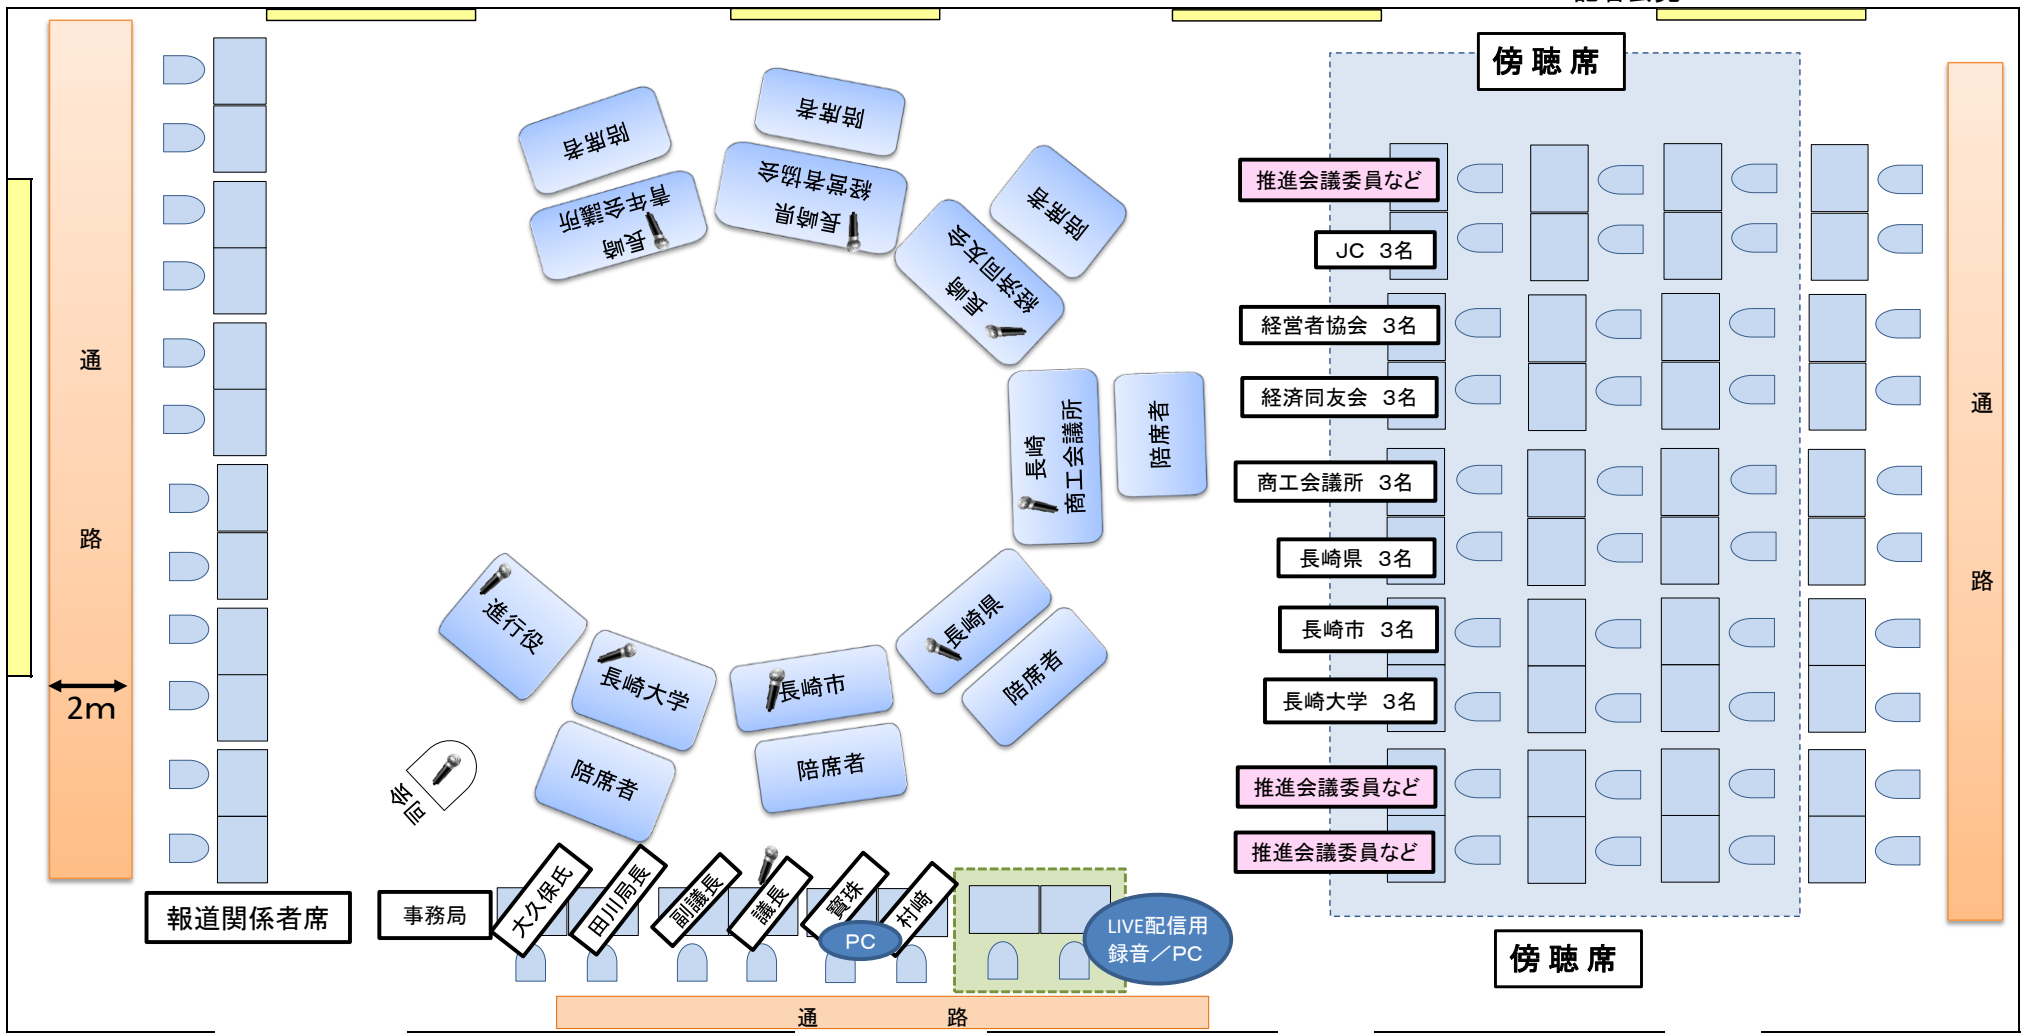 傍聴席
陪席者
陪席者
陪席者
長崎
青年会議所
長崎県
経営者協会
長崎
経済同友会
長崎
商工会議所
陪席者
推進会議委員など
JC 3名
経営者協会 3名
経済同友会 3名
商工会議所 3名
長崎県 3名
長崎市 3名
長崎大学 3名
推進会議委員など
推進会議委員など
通
路
2m
通
路
進行役
長崎大学
長崎市
長崎県
陪席者
陪席者
陪席者
司会
報道関係者席
事務局
大久保氏
田川局長
副議長
議長
寳珠
村﨑
PC
LIVE配信用
録音／PC
傍聴席
通 路